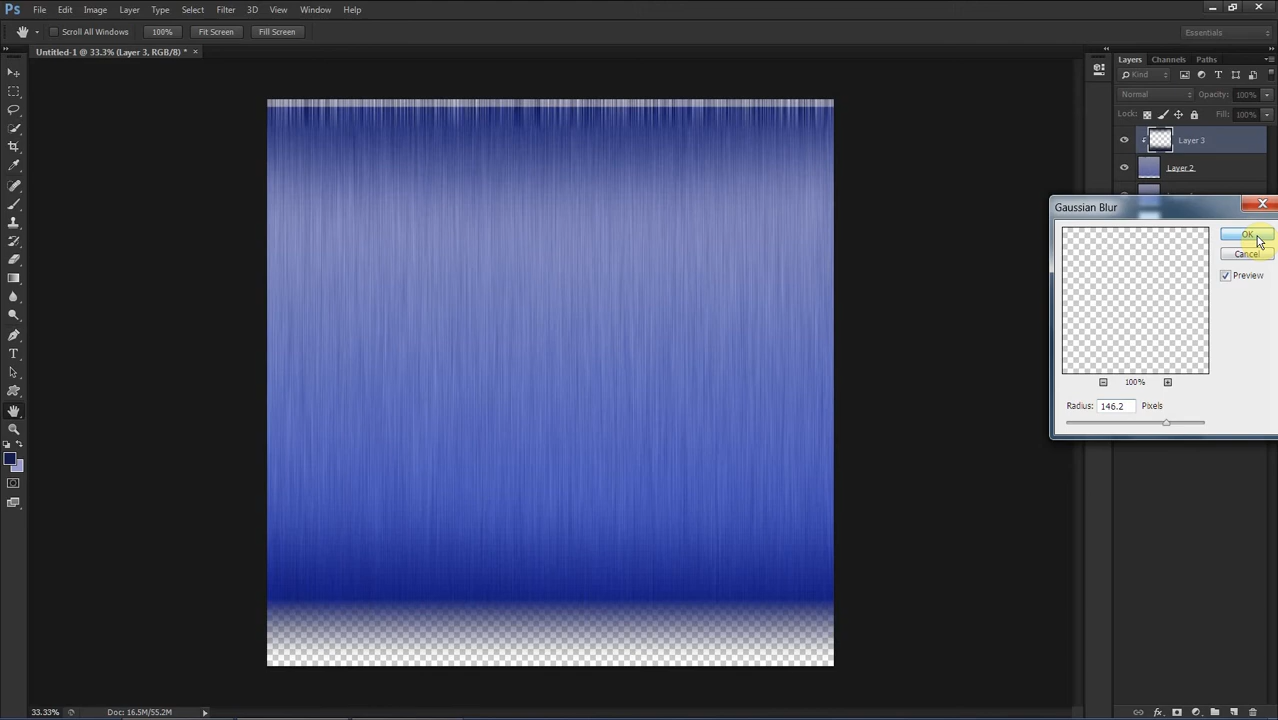 Ps File Edit Image Layer Type Select Filter 3D View Window Help
Scroll All Windows 100% Fit Screen Fill Screen Essentials
Untitled-1 @ 33.3% (Layer 3, RGB/8) * ×
Layers Channels Paths
Kind
Normal Opacity: 100%
Lock: Fill: 100%
Layer 3
Layer 2
Gaussian Blur
OK
Cancel
Preview
100%
Radius: 146.2 Pixels
33.33% Doc: 16.5M/55.2M